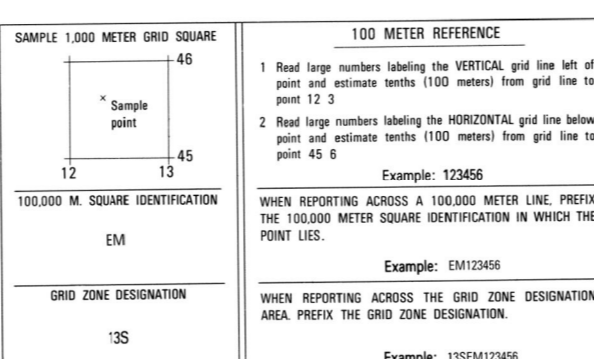 SAMPLE 1,000 METER GRID SQUARE
46
×
Sample
point
45
12
13
100,000 M. SQUARE IDENTIFICATION
EM
GRID ZONE DESIGNATION
13S
100 METER REFERENCE
1 Read large numbers labeling the VERTICAL grid line left of
point and estimate tenths (100 meters) from grid line to
point 12 3
2 Read large numbers labeling the HORIZONTAL grid line below
point and estimate tenths (100 meters) from grid line to
point 45 6
Example: 123456
WHEN REPORTING ACROSS A 100,000 METER LINE, PREFIX
THE 100,000 METER SQUARE IDENTIFICATION IN WHICH THE
POINT LIES.
Example: EM123456
WHEN REPORTING ACROSS THE GRID ZONE DESIGNATION
AREA. PREFIX THE GRID ZONE DESIGNATION.
Example: 13SEM123456